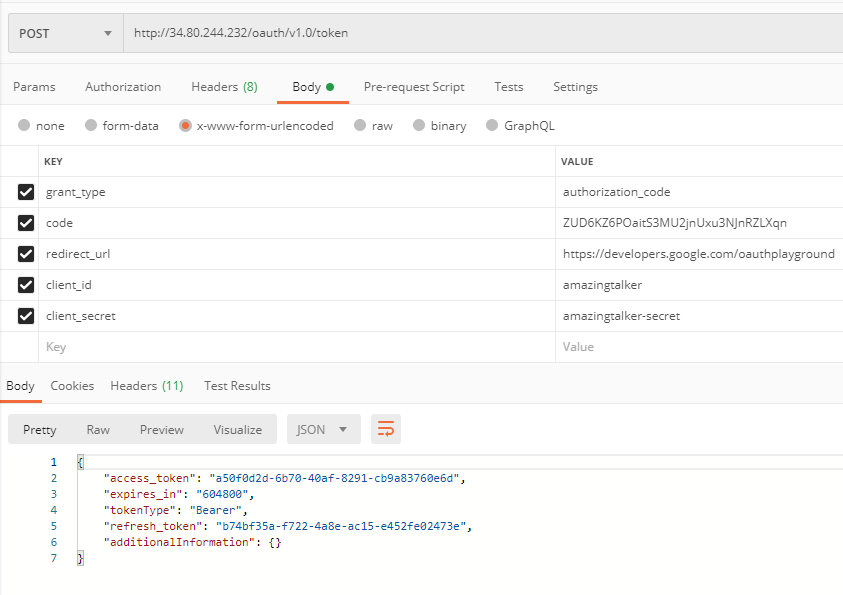 POST http://34.80.244.232/oauth/v1.0/token
Params Authorization Headers (8) Body Pre-request Script Tests Settings
none form-data x-www-form-urlencoded raw binary GraphQL
KEY VALUE
grant_type authorization_code
code ZUD6KZ6POaitS3MU2jnUxu3NJnRZLXqn
redirect_url https://developers.google.com/oauthplayground
client_id amazingtalker
client_secret amazingtalker-secret
Key Value
Body Cookies Headers (11) Test Results
Pretty Raw Preview Visualize JSON
1 {
2 "access_token": "a50f0d2d-6b70-40af-8291-cb9a83760e6d",
3 "expires_in": "604800",
4 "tokenType": "Bearer",
5 "refresh_token": "b74bf35a-f722-4a8e-ac15-e452fe02473e",
6 "additionalInformation": {}
7 }